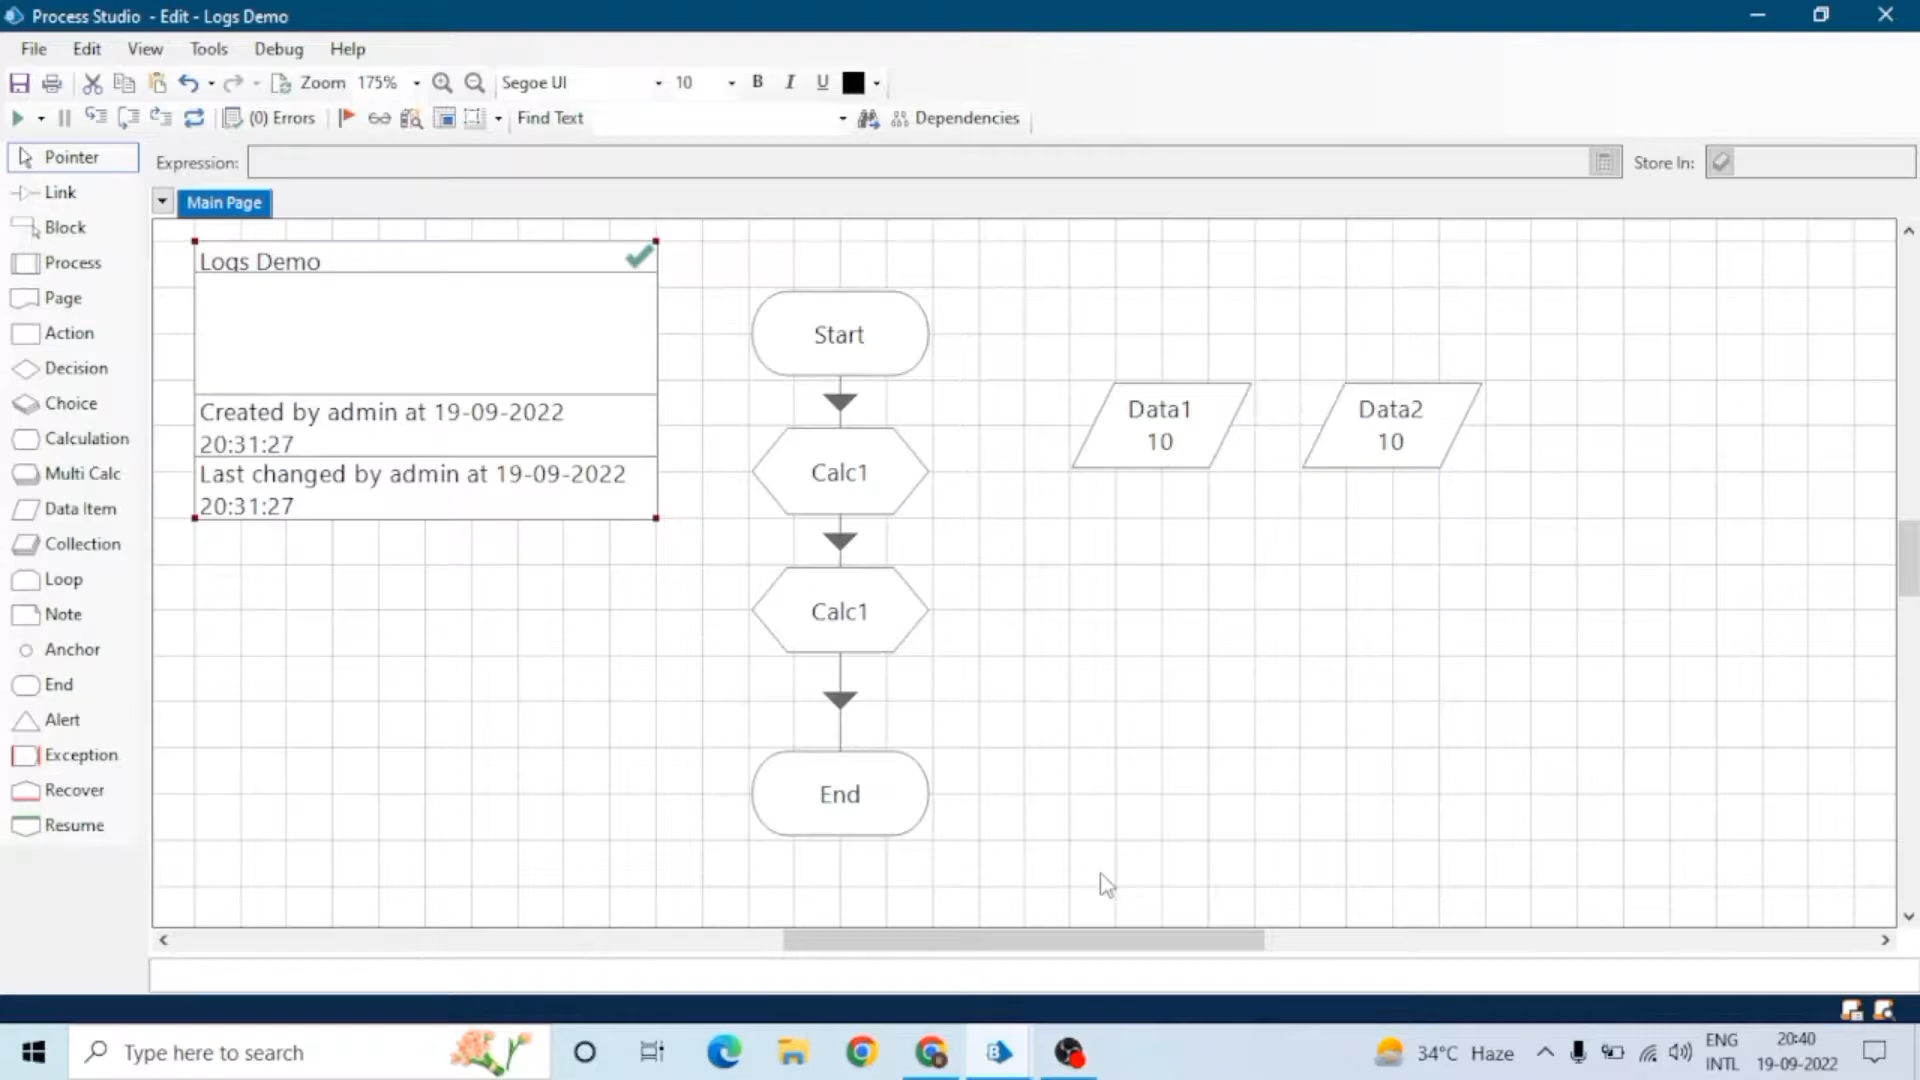 Process Studio - Edit - Logs Demo
File Edit View Tools Debug Help
Zoom 175% Segoe UI 10 B I U
(0) Errors Find Text Dependencies
Pointer
Expression: Store In:
Link
Main Page
Block
Process
Page
Action
Decision
Choice
Calculation
Multi Calc
Data Item
Collection
Loop
Note
Anchor
End
Alert
Exception
Recover
Resume
Logs Demo
Created by admin at 19-09-2022
20:31:27
Last changed by admin at 19-09-2022
20:31:27
Start
Calc1
Calc1
End
Data1
10
Data2
10
Type here to search
34°C Haze
ENG
INTL
20:40
19-09-2022